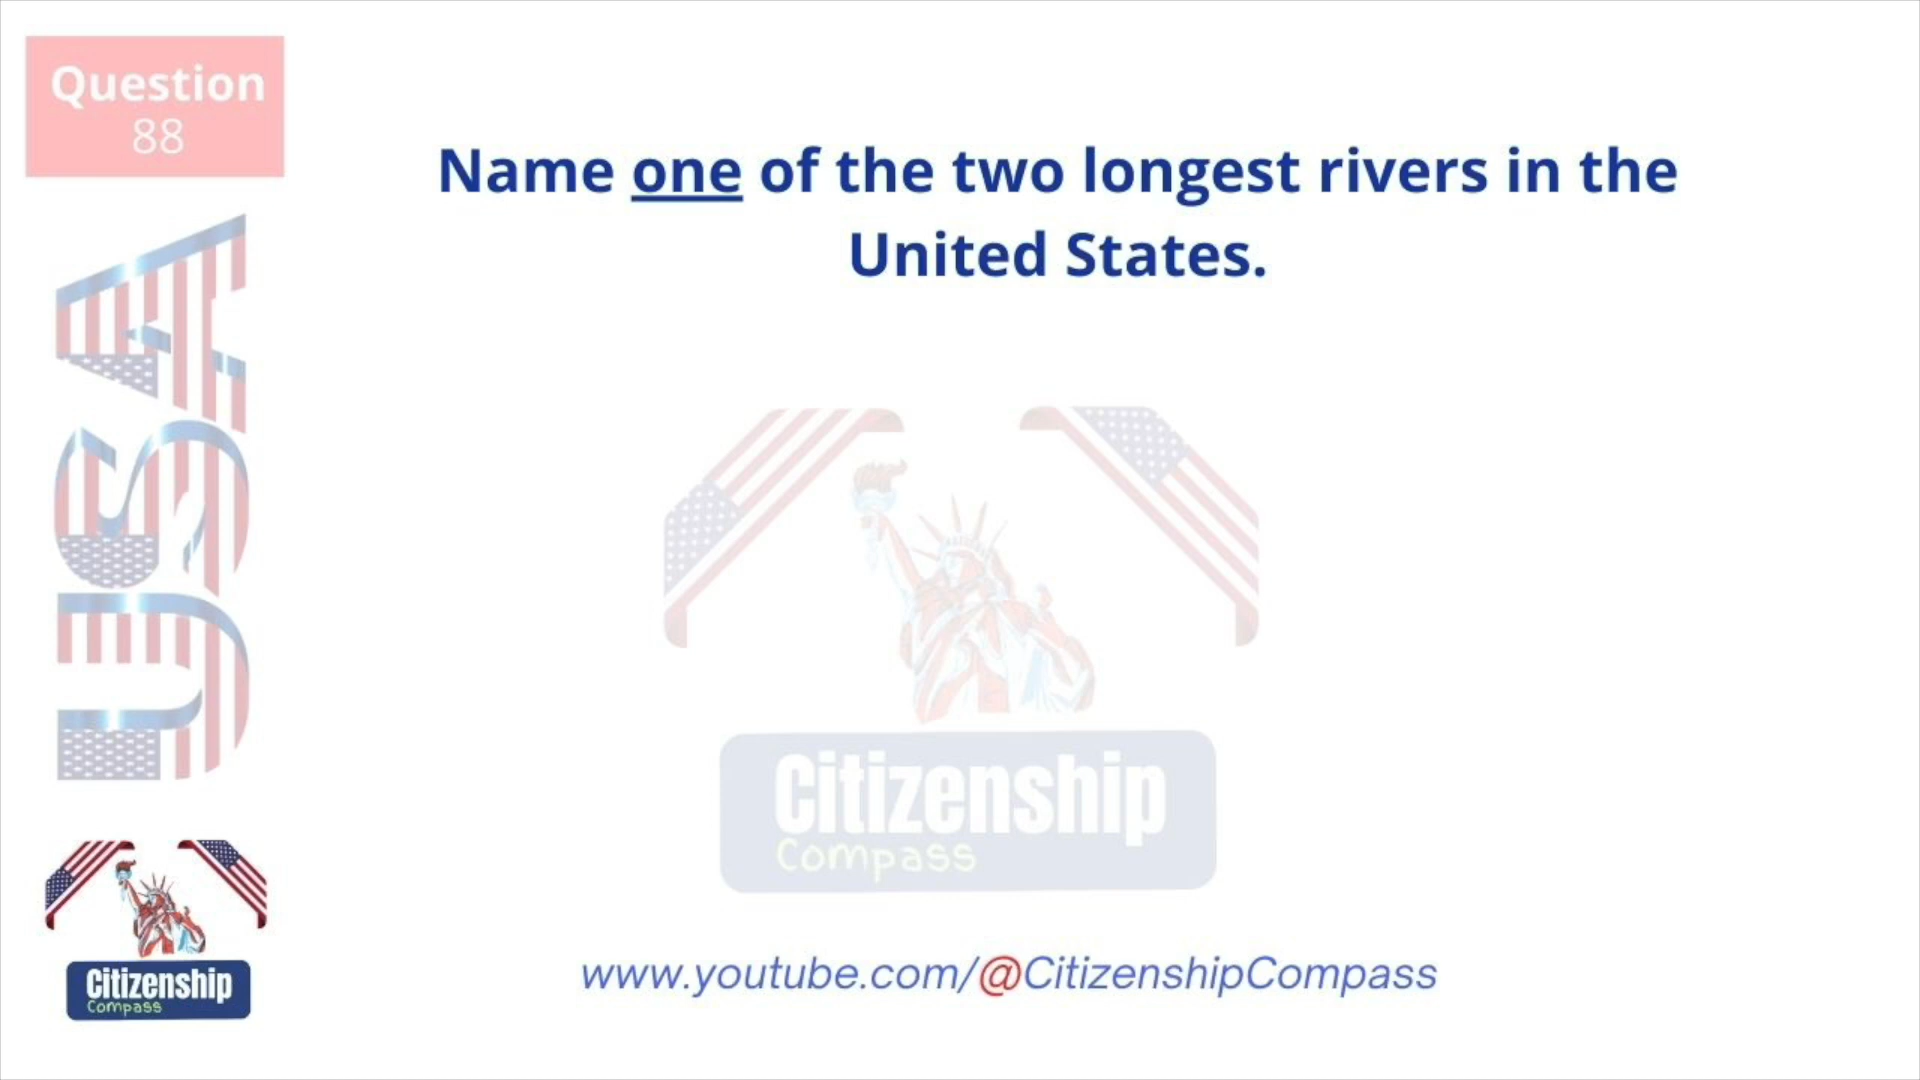 Question
88
Name one of the two longest rivers in the
United States.
USA
Citizenship
Compass
Citizenship
Compass
www.youtube.com/@CitizenshipCompass